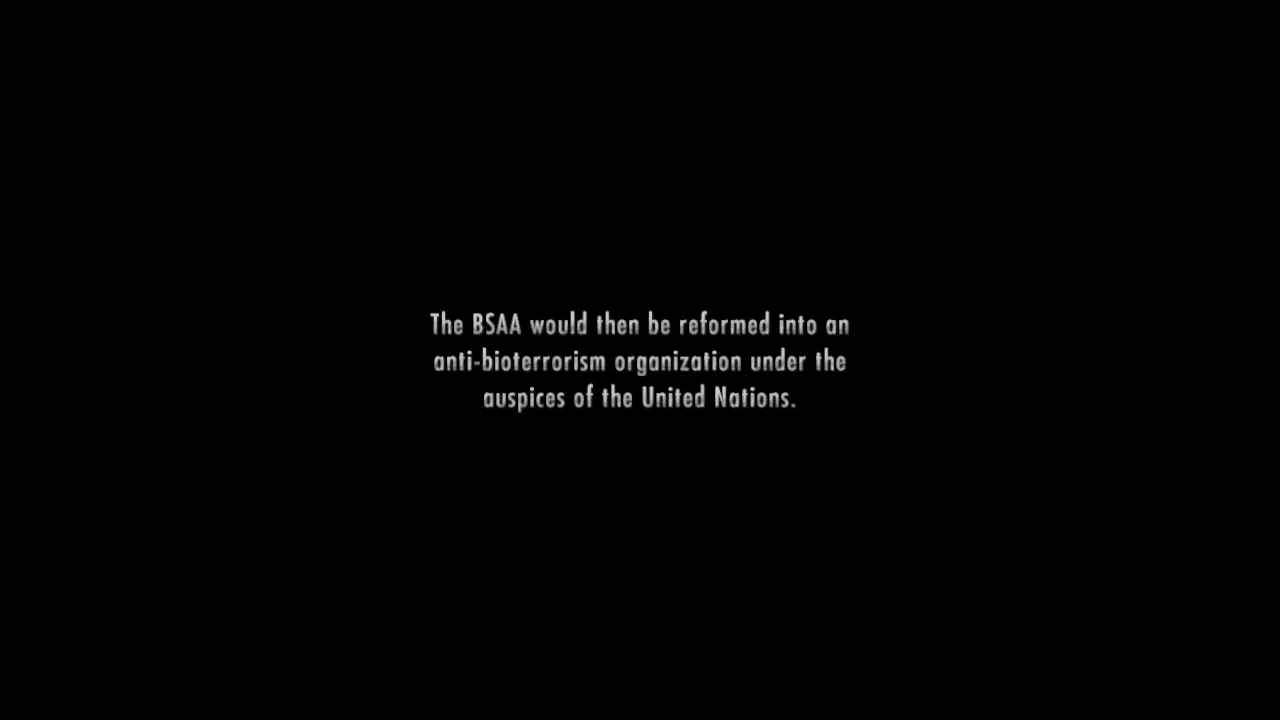 The BSAA would then be reformed into an
anti-bioterrorism organization under the
auspices of the United Nations.